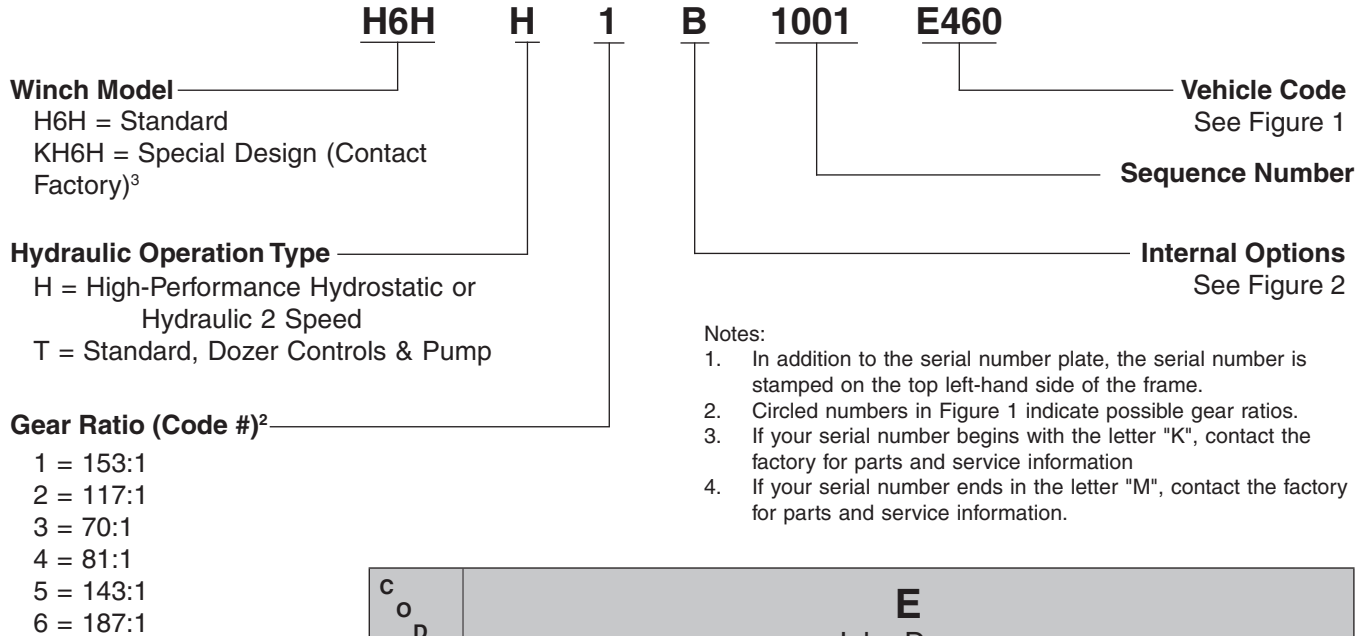 H6H H 1 B 1001 E460
Winch Model
H6H = Standard
KH6H = Special Design (Contact
Factory)3
Hydraulic Operation Type
H = High-Performance Hydrostatic or
Hydraulic 2 Speed
T = Standard, Dozer Controls & Pump
Gear Ratio (Code #)2
1 = 153:1
2 = 117:1
3 = 70:1
4 = 81:1
5 = 143:1
6 = 187:1
Vehicle Code
See Figure 1
Sequence Number
Internal Options
See Figure 2
Notes:
1. In addition to the serial number plate, the serial number is
stamped on the top left-hand side of the frame.
2. Circled numbers in Figure 1 indicate possible gear ratios.
3. If your serial number begins with the letter "K", contact the
factory for parts and service information
4. If your serial number ends in the letter "M", contact the factory
for parts and service information.
C
O
D
E